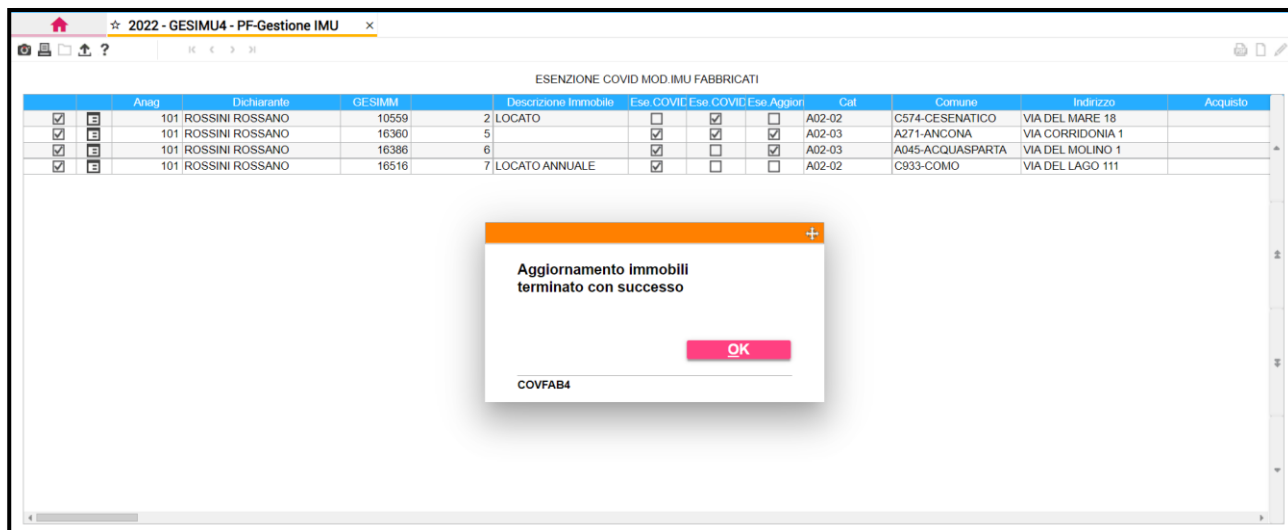 ☆ 2022 - GESIMU4 - PF-Gestione IMU ×
?
ESENZIONE COVID MOD.IMU FABBRICATI
Anag Dichiarante GESIMM Descrizione Immobile Ese.COVID Ese.COVID Ese.Aggior Cat Comune Indirizzo Acquisto
101 ROSSINI ROSSANO 10559 2 LOCATO A02-02 C574-CESENATICO VIA DEL MARE 18
101 ROSSINI ROSSANO 16360 5 A02-03 A271-ANCONA VIA CORRIDONIA 1
101 ROSSINI ROSSANO 16386 6 A02-03 A045-ACQUASPARTA VIA DEL MOLINO 1
101 ROSSINI ROSSANO 16516 7 LOCATO ANNUALE A02-02 C933-COMO VIA DEL LAGO 111
Aggiornamento immobili
terminato con successo
OK
COVFAB4